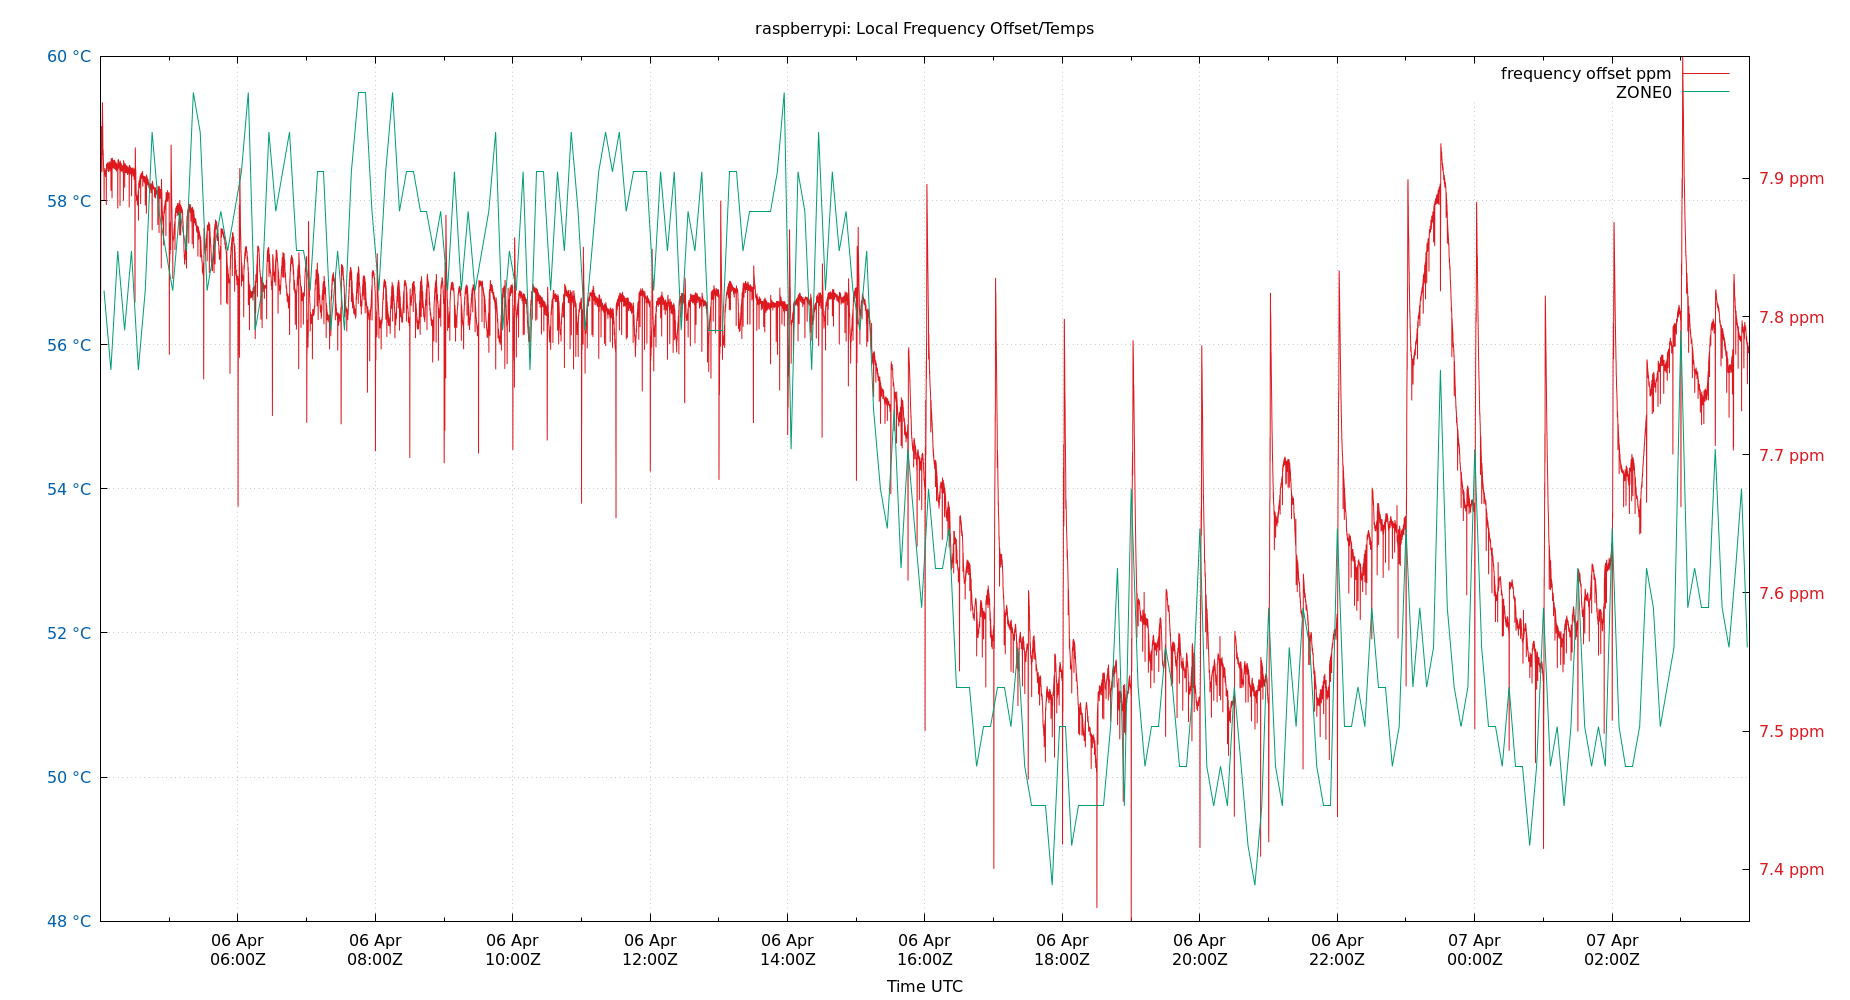 raspberrypi: Local Frequency Offset/Temps
60 °C
58 °C
56 °C
54 °C
52 °C
50 °C
48 °C
frequency offset ppm
ZONE0
7.9 ppm
7.8 ppm
7.7 ppm
7.6 ppm
7.5 ppm
7.4 ppm
06 Apr
06:00Z
06 Apr
08:00Z
06 Apr
10:00Z
06 Apr
12:00Z
06 Apr
14:00Z
06 Apr
16:00Z
06 Apr
18:00Z
06 Apr
20:00Z
06 Apr
22:00Z
07 Apr
00:00Z
07 Apr
02:00Z
Time UTC